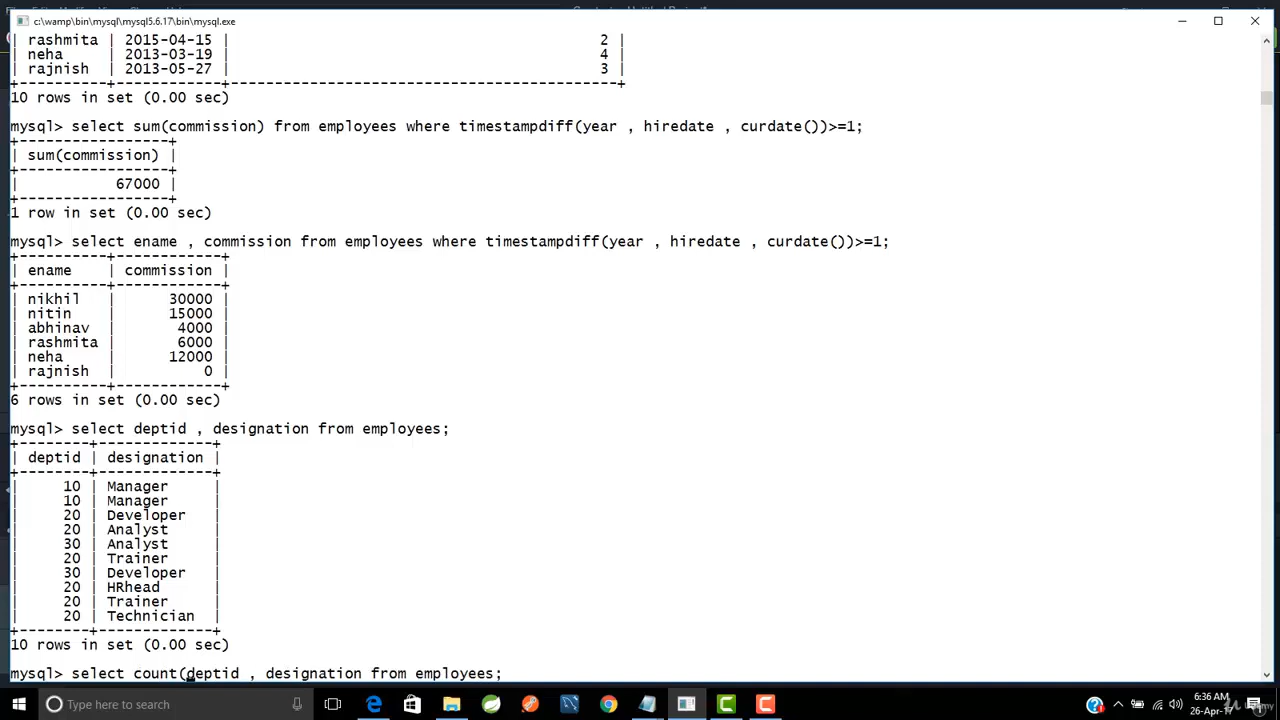 c:\wamp\bin\mysql\mysql5.6.17\bin\mysql.exe
| rashmita | 2015-04-15 | 2 |
| neha | 2013-03-19 | 4 |
| rajnish | 2013-05-27 | 3 |
+----------+------------+--------------------------------------------+
10 rows in set (0.00 sec)
mysql> select sum(commission) from employees where timestampdiff(year , hiredate , curdate())>=1;
+-----------------+
| sum(commission) |
+-----------------+
| 67000 |
+-----------------+
1 row in set (0.00 sec)
mysql> select ename , commission from employees where timestampdiff(year , hiredate , curdate())>=1;
+----------+------------+
| ename | commission |
+----------+------------+
| nikhil | 30000 |
| nitin | 15000 |
| abhinav | 4000 |
| rashmita | 6000 |
| neha | 12000 |
| rajnish | 0 |
+----------+------------+
6 rows in set (0.00 sec)
mysql> select deptid , designation from employees;
+--------+-------------+
| deptid | designation |
+--------+-------------+
| 10 | Manager |
| 10 | Manager |
| 20 | Developer |
| 20 | Analyst |
| 30 | Analyst |
| 20 | Trainer |
| 30 | Developer |
| 20 | HRhead |
| 20 | Trainer |
| 20 | Technician |
+--------+-------------+
10 rows in set (0.00 sec)
mysql> select count(deptid , designation from employees;
Type here to search
6:36 AM
26-Apr-17